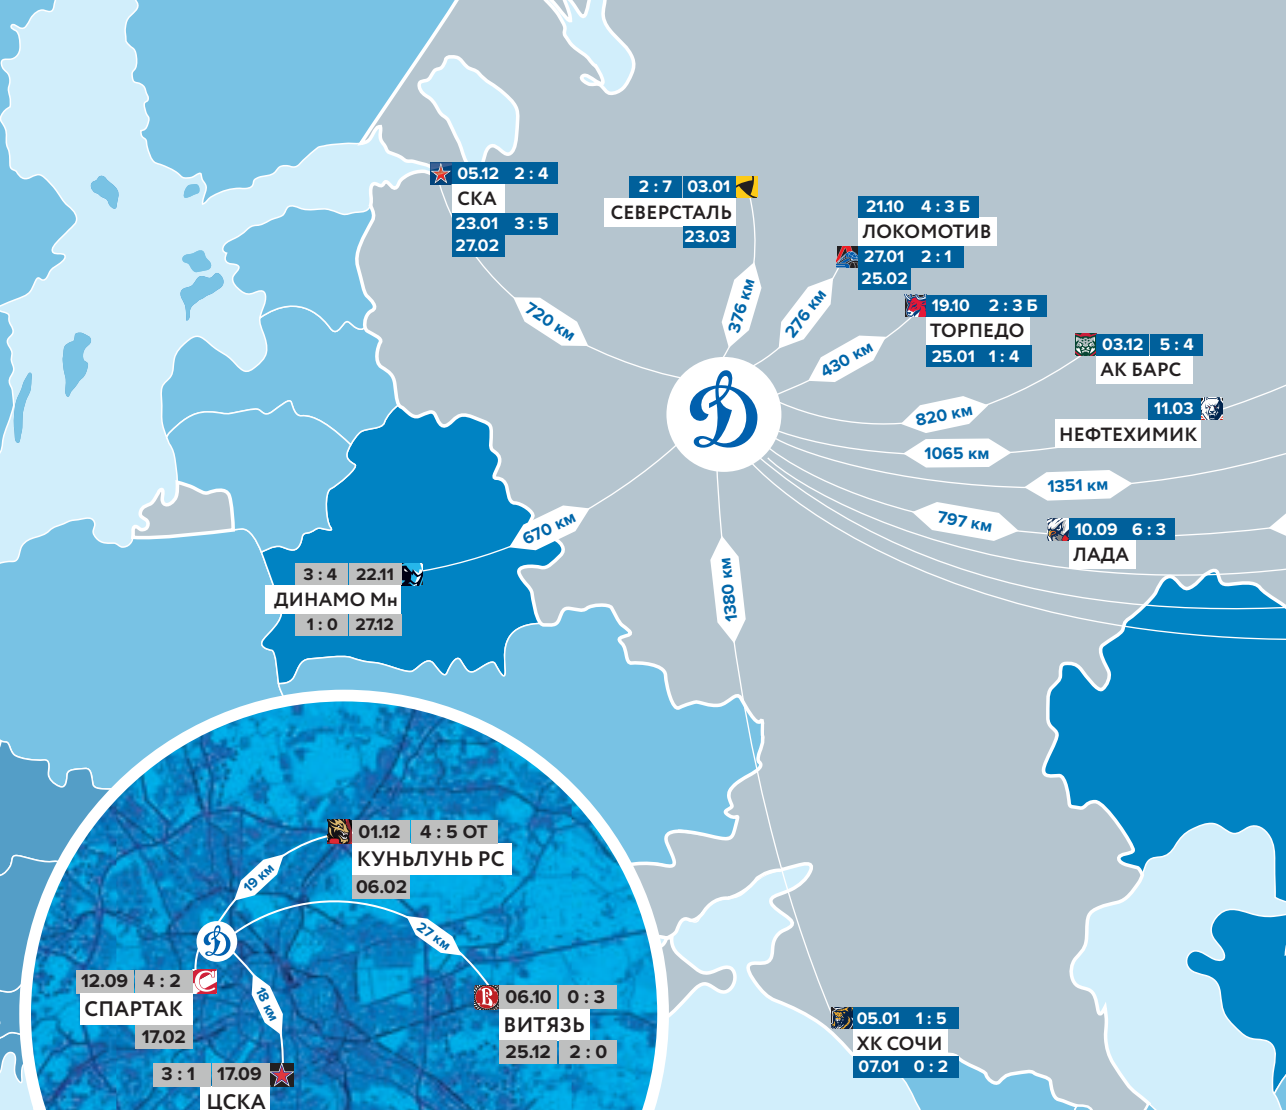 05.12 2 : 4
СКА
23.01 3 : 5
27.02
2 : 7 03.01
СЕВЕРСТАЛЬ
23.03
21.10 4 : 3 Б
ЛОКОМОТИВ
27.01 2 : 1
25.02
19.10 2 : 3 Б
ТОРПЕДО
25.01 1 : 4
03.12 5 : 4
АК БАРС
11.03
НЕФТЕХИМИК
720 км
376 км
276 км
430 км
820 км
1065 км
1351 км
797 км
10.09 6 : 3
ЛАДА
Д
670 км
1380 км
3 : 4 22.11
ДИНАМО Мн
1 : 0 27.12
01.12 4 : 5 ОТ
КУНЬЛУНЬ РС
06.02
19 км
27 км
Д
12.09 4 : 2
СПАРТАК
17.02
18 км
06.10 0 : 3
ВИТЯЗЬ
25.12 2 : 0
3 : 1 17.09
ЦСКА
05.01 1 : 5
ХК СОЧИ
07.01 0 : 2